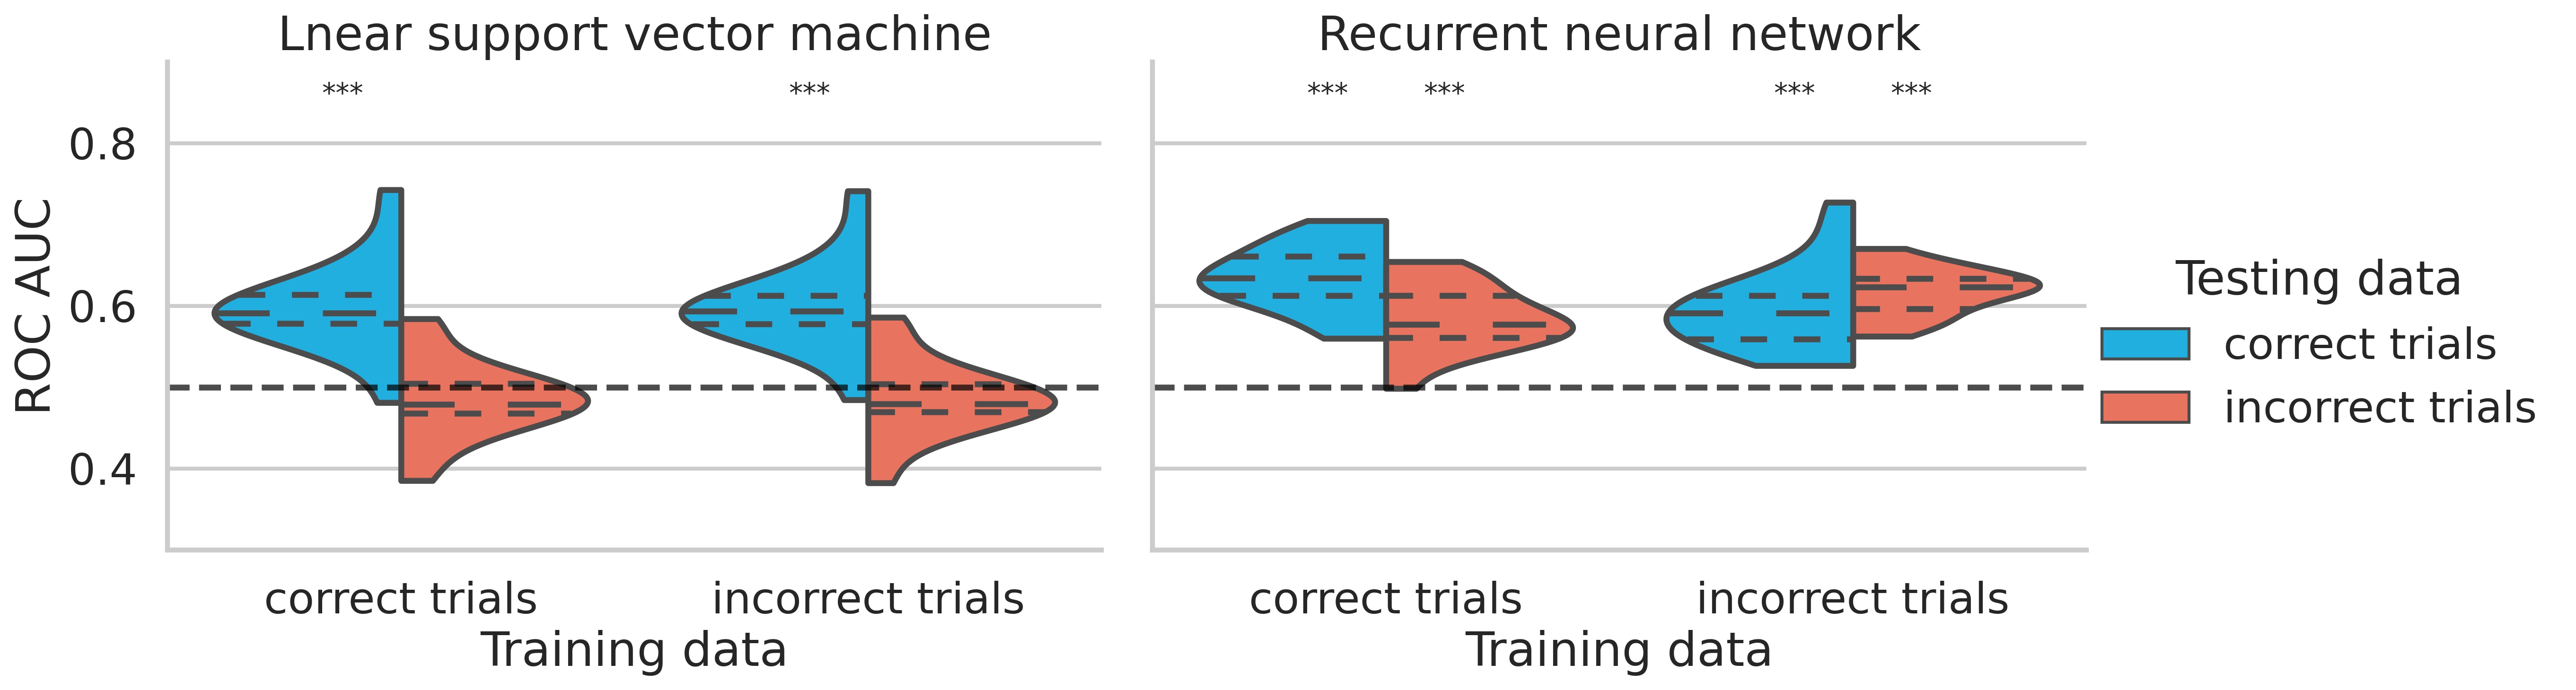 Lnear support vector machine
Recurrent neural network
*** *** *** *** *** ***
ROC AUC
0.8
0.6
0.4
Testing data
correct trials
incorrect trials
correct trials incorrect trials correct trials incorrect trials
Training data Training data